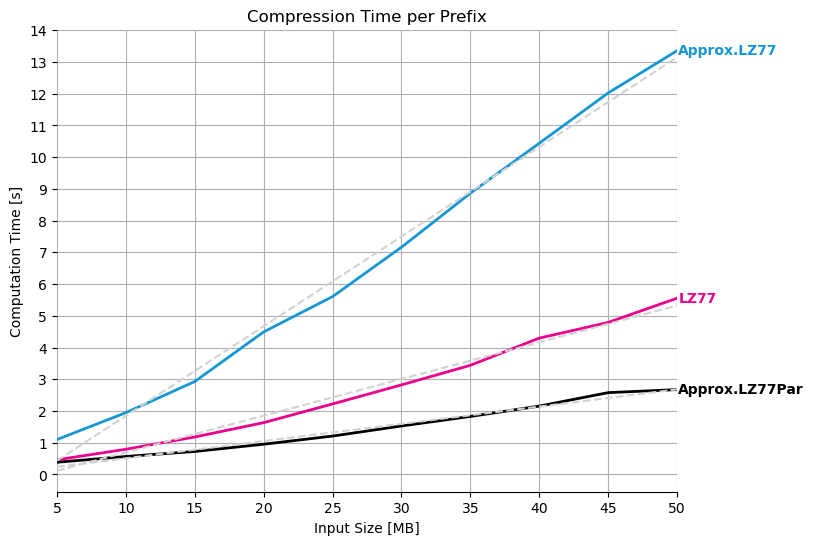 Compression Time per Prefix
Computation Time [s]
14
13
12
11
10
9
8
7
6
5
4
3
2
1
0
Approx.LZ77
LZ77
Approx.LZ77Par
5 10 15 20 25 30 35 40 45 50
Input Size [MB]